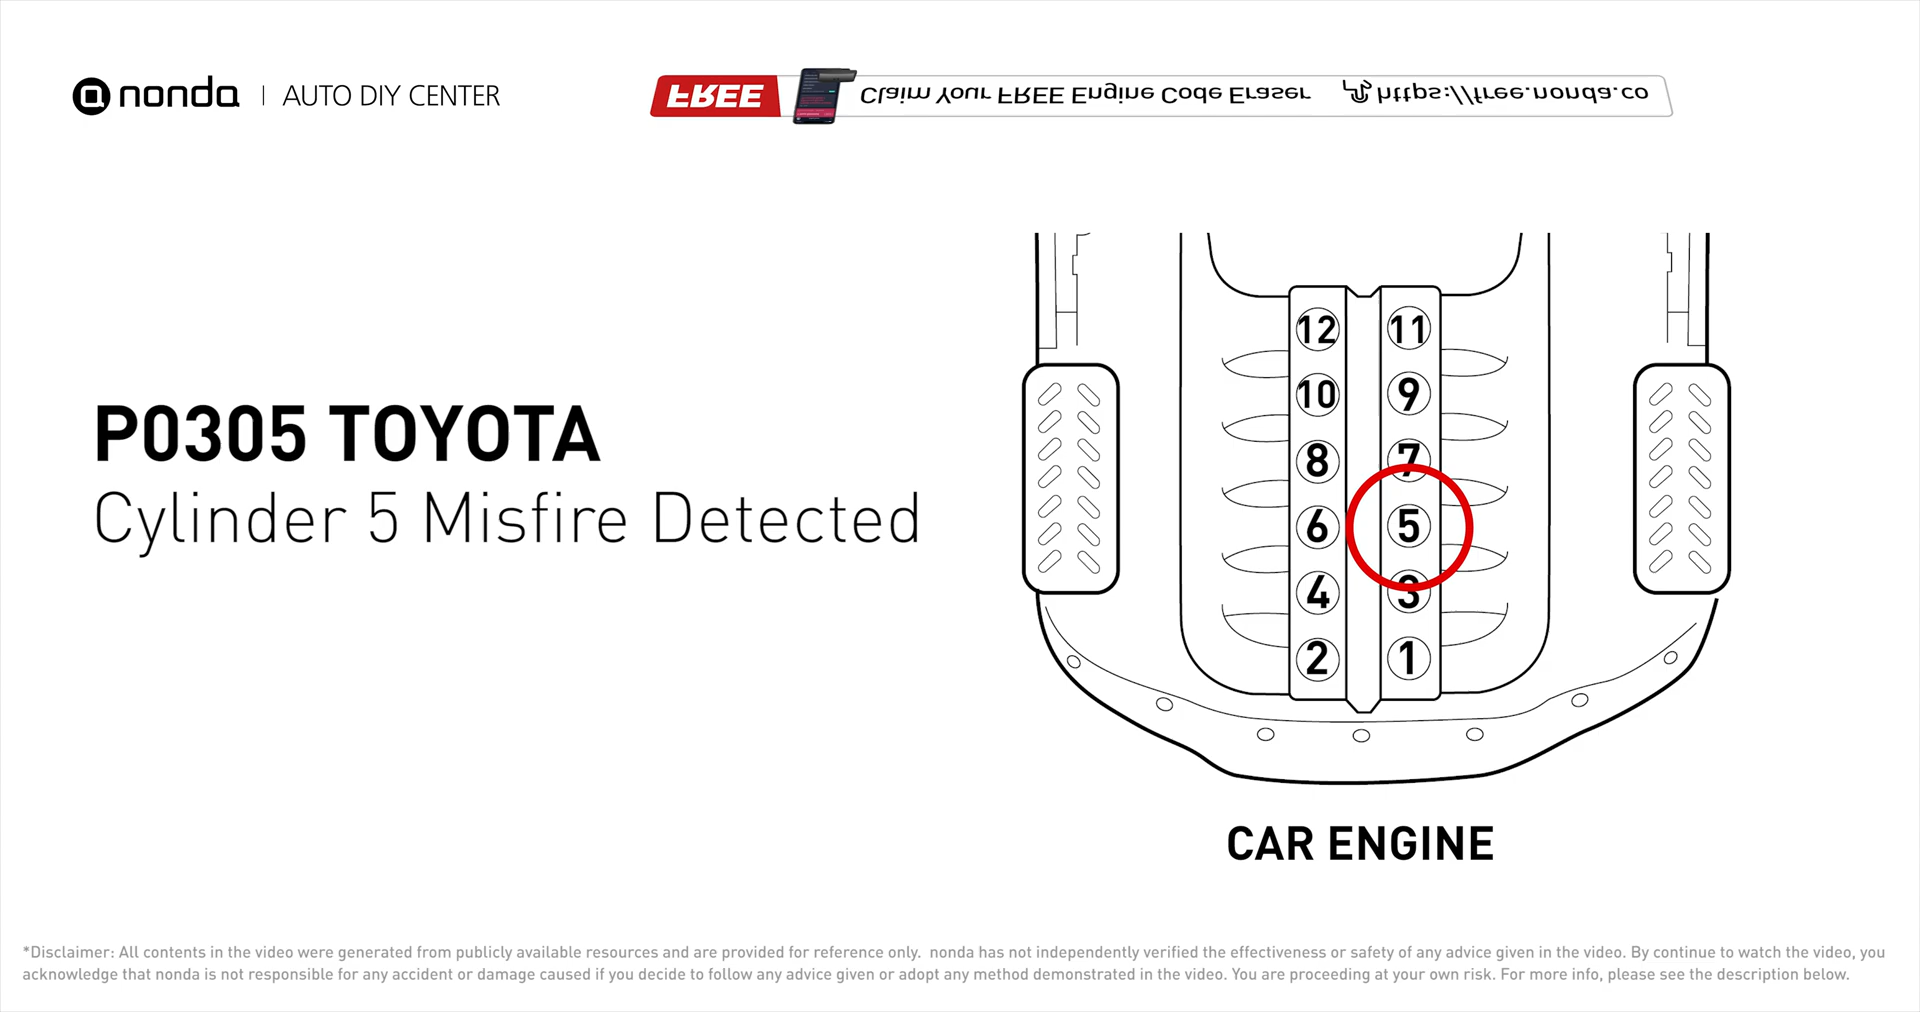 nonda | AUTO DIY CENTER
FREE Claim Your FREE Engine Code Eraser https://free.nonda.co
P0305 TOYOTA
Cylinder 5 Misfire Detected
12 11
10 9
8 7
6 5
4 3
2 1
CAR ENGINE
*Disclaimer: All contents in the video were generated from publicly available resources and are provided for reference only. nonda has not independently verified the effectiveness or safety of any advice given in the video. By continue to watch the video, you
acknowledge that nonda is not responsible for any accident or damage caused if you decide to follow any advice given or adopt any method demonstrated in the video. You are proceeding at your own risk. For more info, please see the description below.